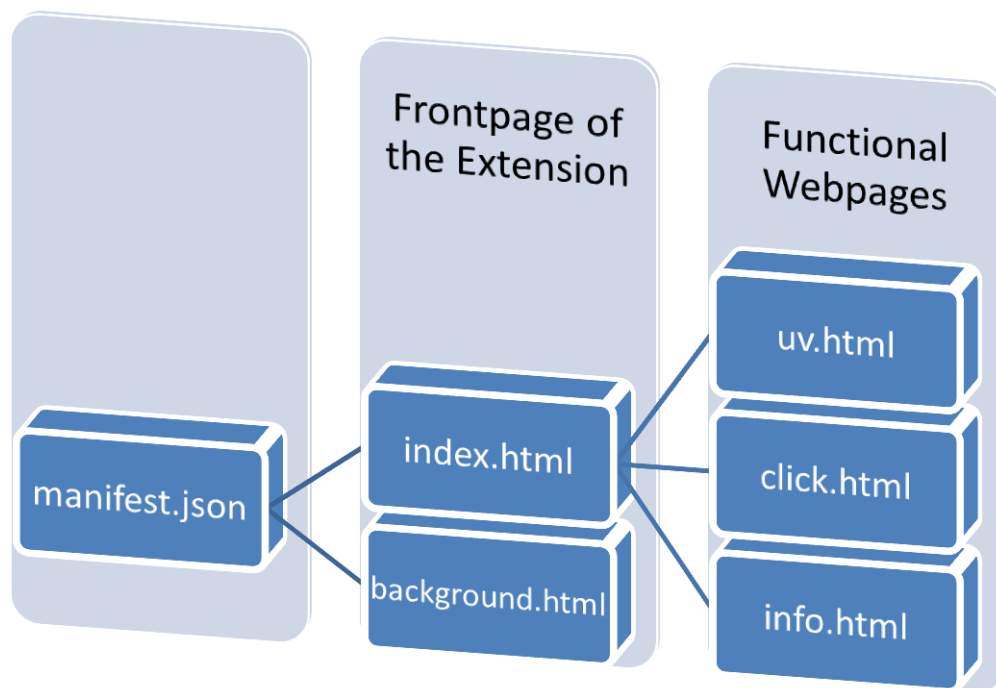 Frontpage of
the Extension
Functional
Webpages
manifest.json
index.html
background.html
uv.html
click.html
info.html